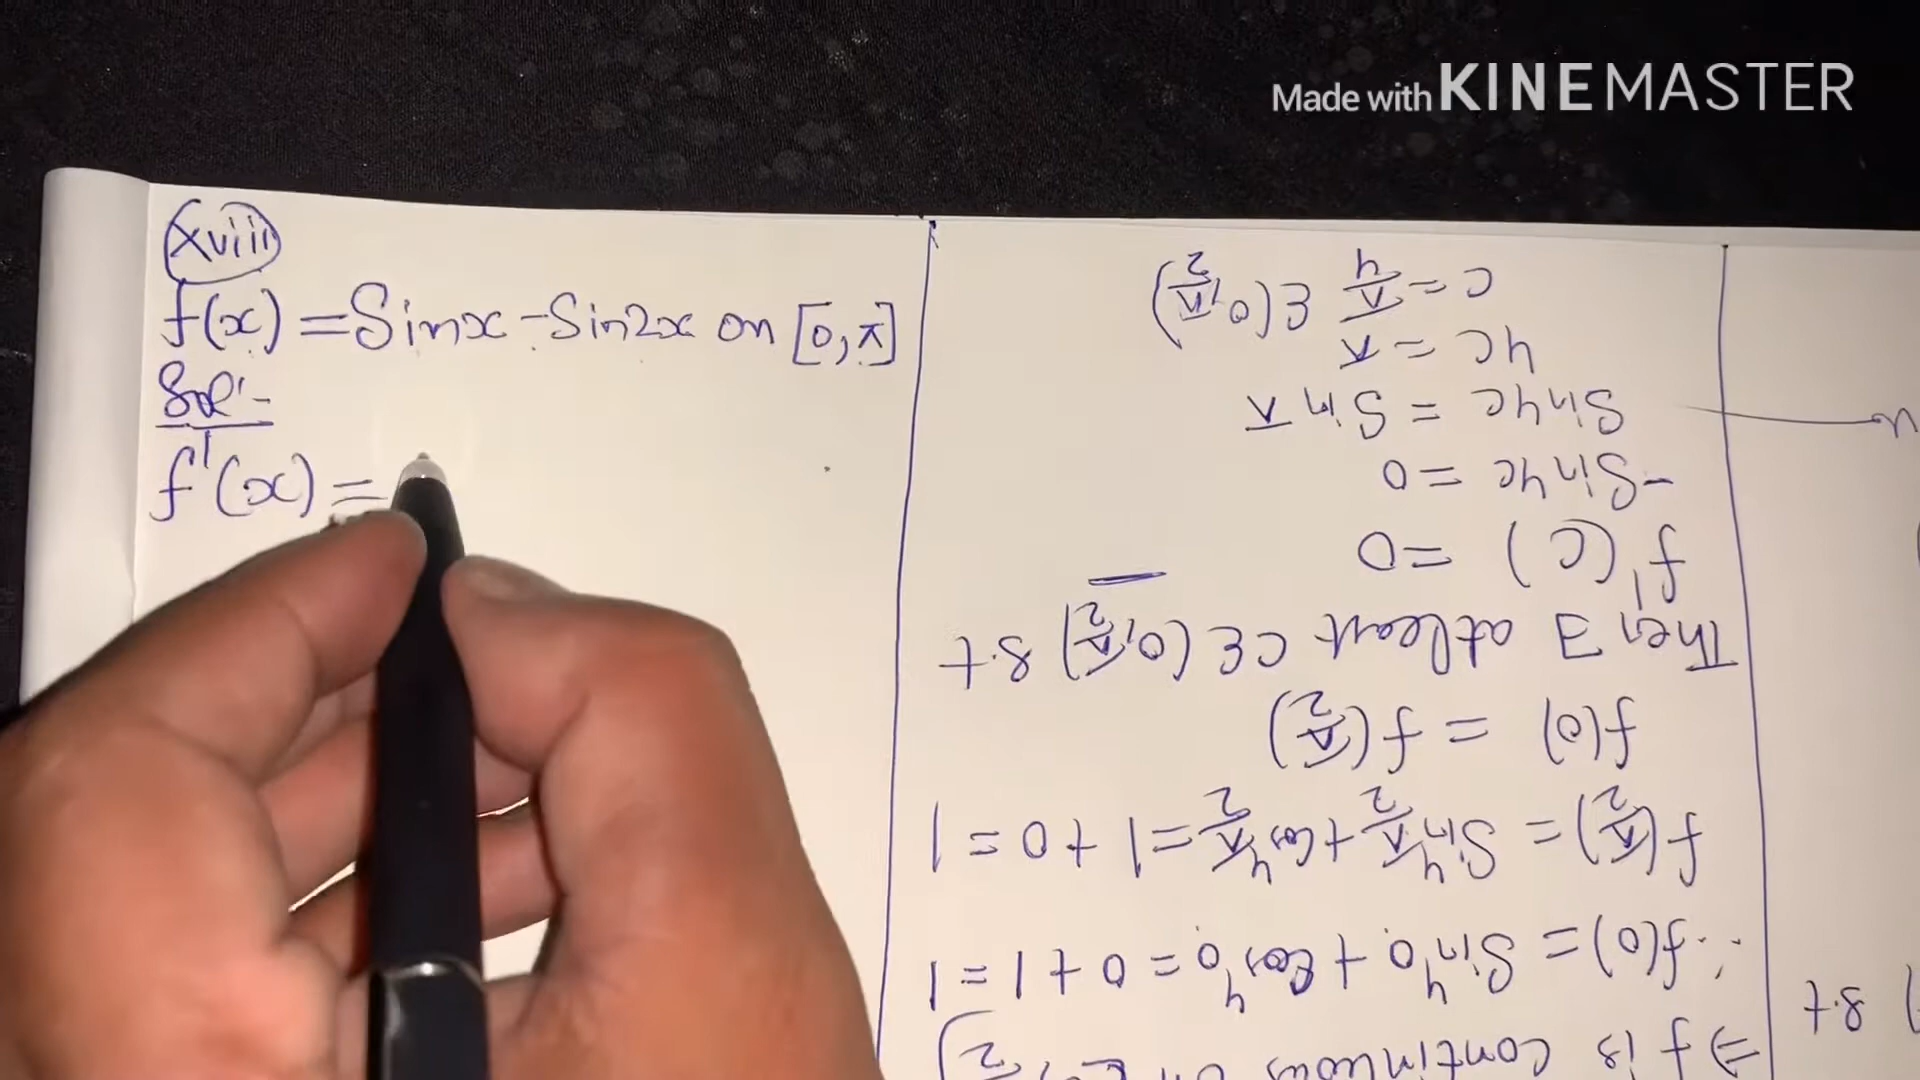 Made with KINEMASTER
xviii
f(x) = Sinx - Sin2x on [0, π]
Sol:-
f'(x) =
⇒ f is continuous on
∴ f(0) = Sin⁴0 + Cos⁴0 = 0 + 1 = 1
f(π/2) = Sin⁴π/2 + Cos⁴π/2 = 1 + 0 = 1
f(0) = f(π/2)
Then ∃ atleast c ∈ (0, π/2) s.t
f'(c) = 0
-Sin4c = 0
Sin4c = Sin π
4c = π
c = π/4 ∈ (0, π/2)
) s.t